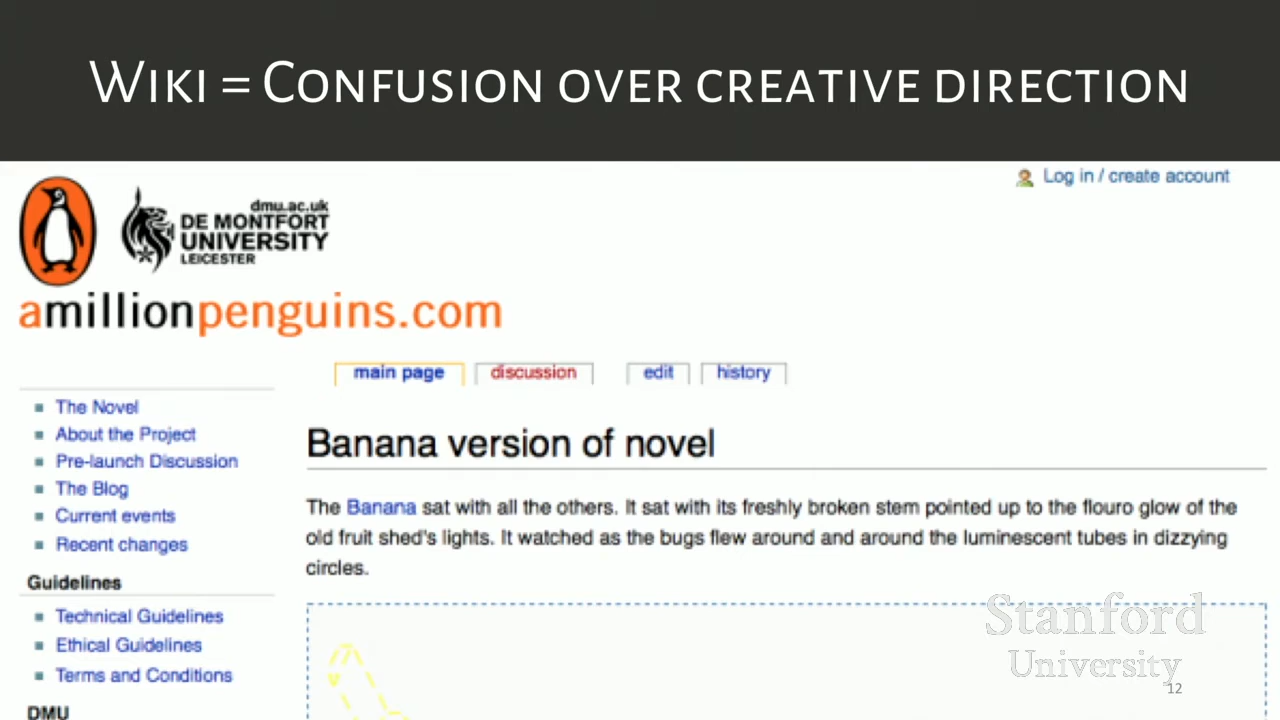 Wiki = Confusion over creative direction
Log in / create account
dmu.ac.uk
DE MONTFORT
UNIVERSITY
LEICESTER
amillionpenguins.com
main page discussion edit history
The Novel
About the Project
Pre-launch Discussion
The Blog
Current events
Recent changes
Guidelines
Technical Guidelines
Ethical Guidelines
Terms and Conditions
DMU
Banana version of novel
The Banana sat with all the others. It sat with its freshly broken stem pointed up to the flouro glow of the
old fruit shed's lights. It watched as the bugs flew around and around the luminescent tubes in dizzying
circles.
Stanford
University
12